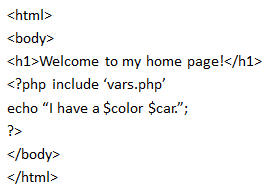 <html>
<body>
<h1>Welcome to my home page!</h1>
<?php include ‘vars.php’
echo “I have a $color $car.”;
?>
</body>
</html>